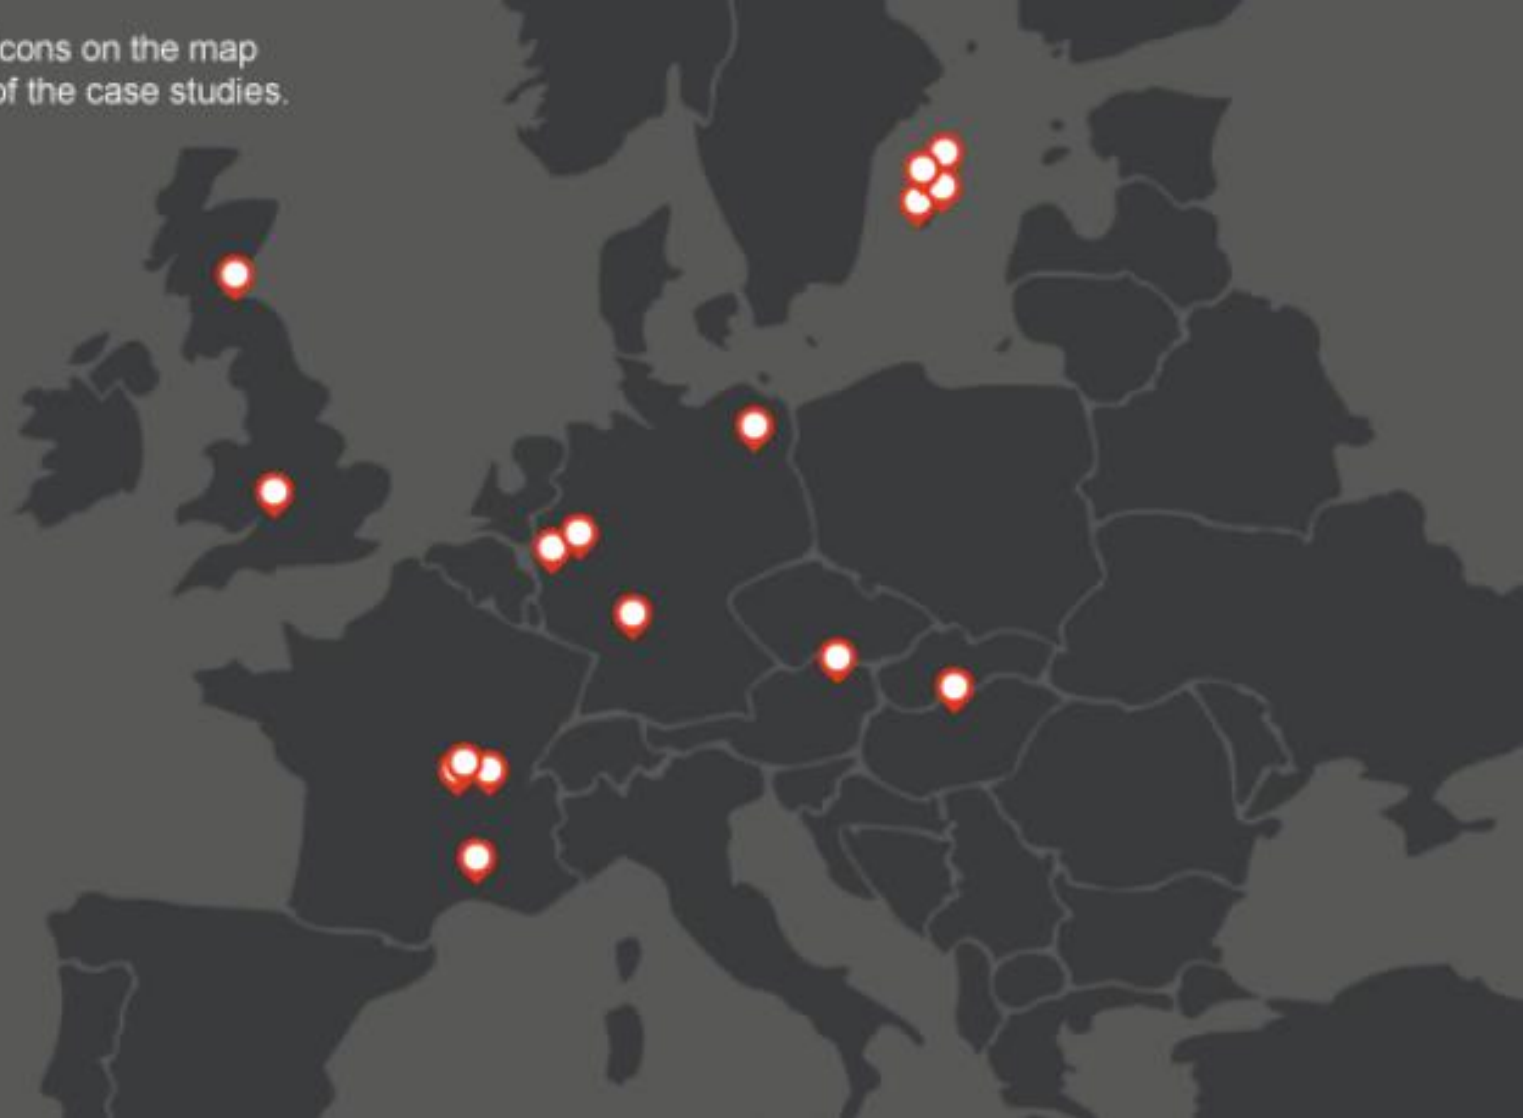 cons on the map
of the case studies.